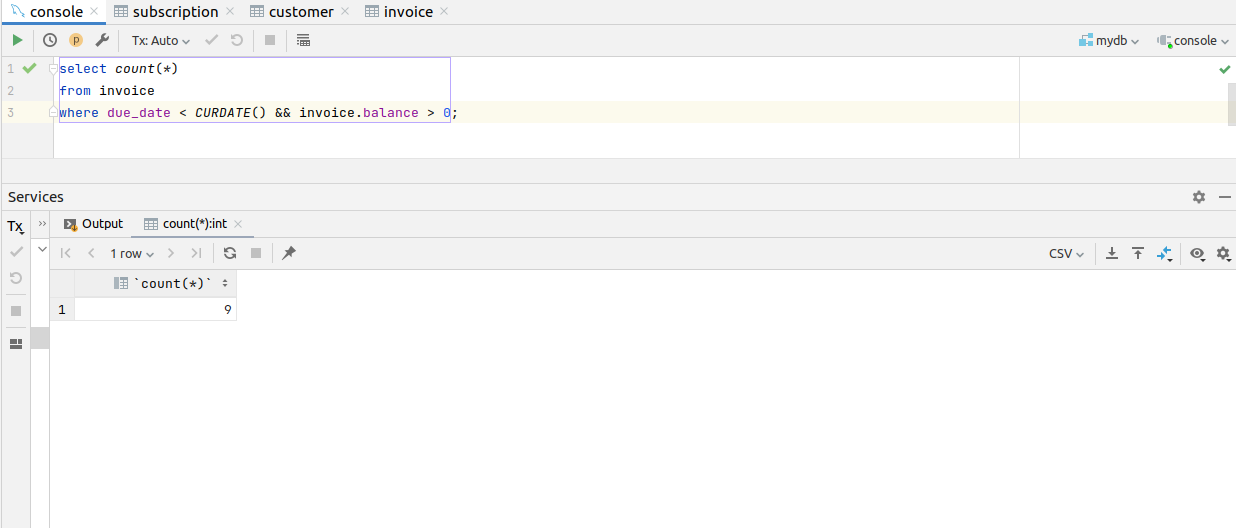 console subscription customer invoice
p Tx: Auto mydb console
1 select count(*)
2 from invoice
3 where due_date < CURDATE() && invoice.balance > 0;
Services
Tx >> Output count(*):int
1 row CSV
`count(*)`
1 9